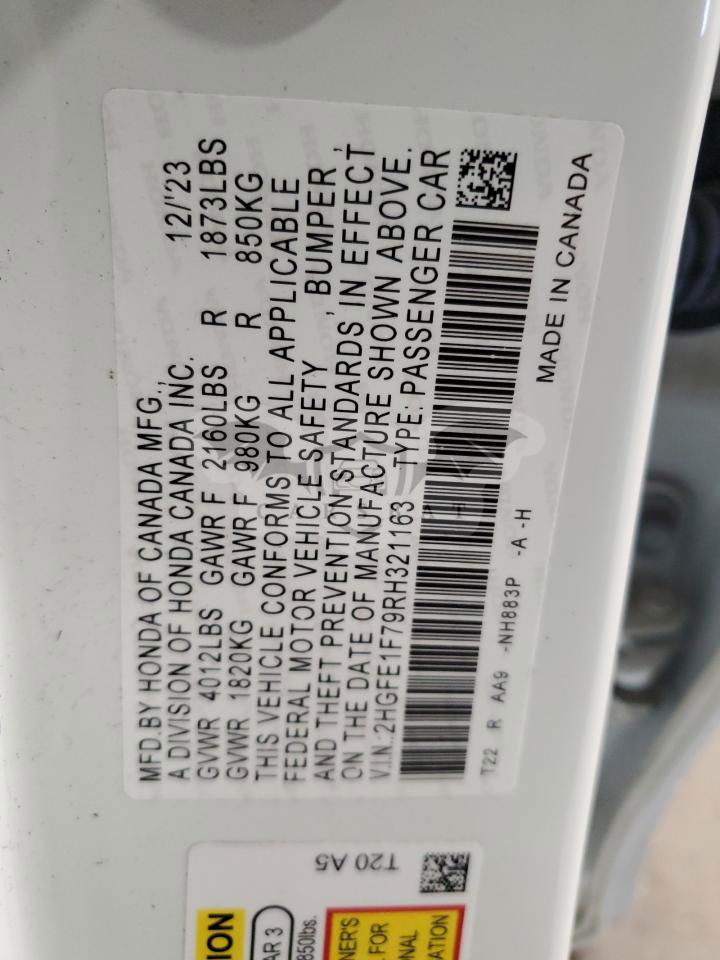 MFD.BY HONDA OF CANADA MFG., 12/'23
A DIVISION OF HONDA CANADA INC.
GVWR 4012LBS GAWR F 2160LBS R 1873LBS
GVWR 1820KG GAWR F 980KG R 850KG
THIS VEHICLE CONFORMS TO ALL APPLICABLE
FEDERAL MOTOR VEHICLE SAFETY , BUMPER ,
AND THEFT PREVENTION STANDARDS IN EFFECT
ON THE DATE OF MANUFACTURE SHOWN ABOVE.
V.I.N.:2HGFE1F79RH321163 TYPE: PASSENGER CAR
T22 R AA9 -NH883P -A -H
MADE IN CANADA
T20 A5
850lbs.